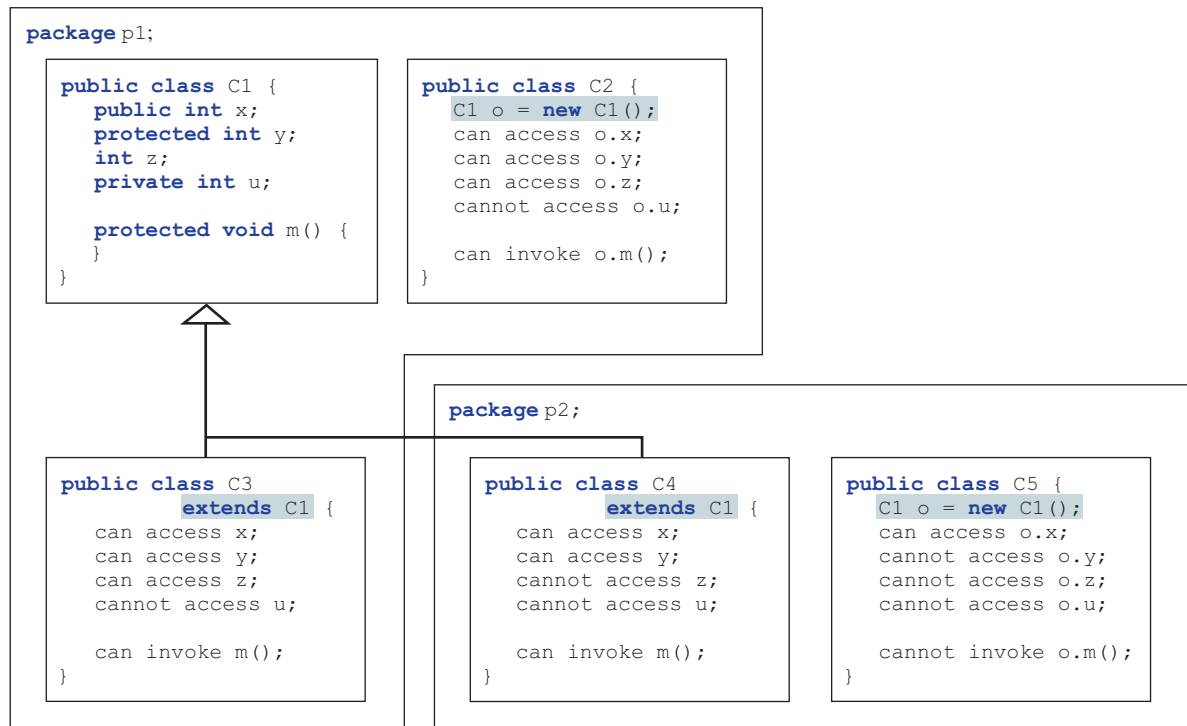 package p1;
public class C1 {
public int x;
protected int y;
int z;
private int u;
protected void m() {
}
}
public class C2 {
C1 o = new C1();
can access o.x;
can access o.y;
can access o.z;
cannot access o.u;
can invoke o.m();
}
package p2;
public class C3
extends C1 {
can access x;
can access y;
can access z;
cannot access u;
can invoke m();
}
public class C4
extends C1 {
can access x;
can access y;
cannot access z;
cannot access u;
can invoke m();
}
public class C5 {
C1 o = new C1();
can access o.x;
cannot access o.y;
cannot access o.z;
cannot access o.u;
cannot invoke o.m();
}